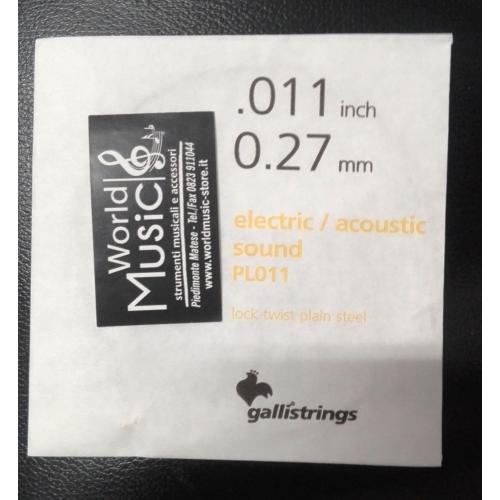 .011 inch
0.27 mm
electric / acoustic
sound
PL011
lock-twist plain steel
gallistrings
World
Music
strumenti musicali e accessori
Piedimonte Matese - Tel./Fax 0823 911044
www.worldmusic-store.it